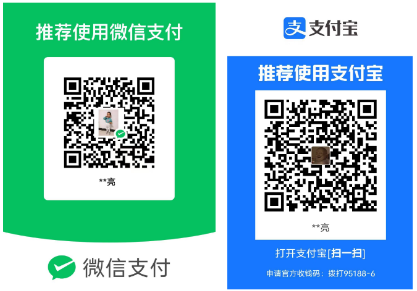 推荐使用微信支付
**亮
微信支付
支付宝
推荐使用支付宝
**亮
打开支付宝[扫一扫]
申请官方收钱码：拨打95188-6